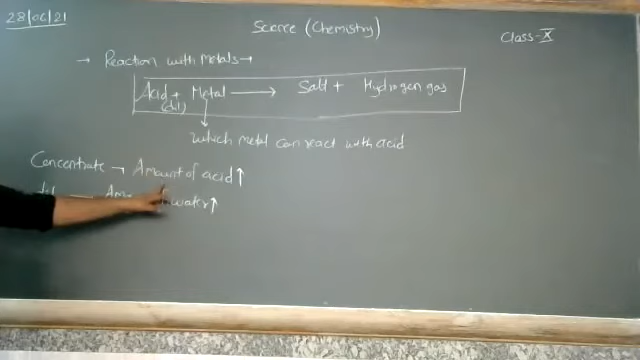 28/06/21
Science (Chemistry)
Class-X
→ Reaction with Metals →
Acid + Metal → Salt + Hydrogen gas
(dil)
which metal can react with acid
Concentrate → Amount of acid ↑
water ↑